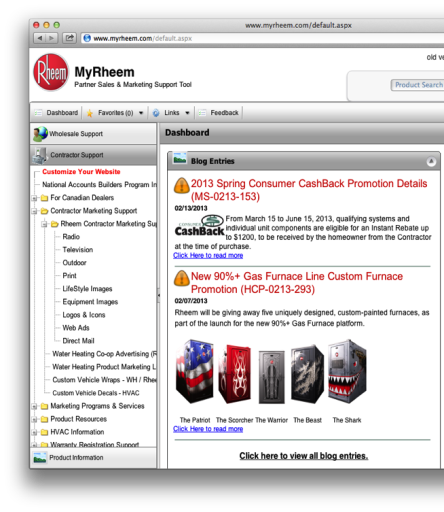 www.myrheem.com/default.aspx
www.myrheem.com/default.aspx
old ve
Rheem
MyRheem
Partner Sales & Marketing Support Tool
Product Search
Dashboard
Favorites (0)
Links
Feedback
Wholesale Support
Contractor Support
Customize Your Website
National Accounts Builders Program In
For Canadian Dealers
Contractor Marketing Support
Rheem Contractor Marketing Sup
Radio
Television
Outdoor
Print
LifeStyle Images
Equipment Images
Logos & Icons
Web Ads
Direct Mail
Water Heating Co-op Advertising (R
Water Heating Product Marketing L
Custom Vehicle Wraps - WH / Rhee
Custom Vehicle Decals - HVAC
Marketing Programs & Services
Product Resources
HVAC Information
Warranty Registration Support
Product Information
Dashboard
Blog Entries
2013 Spring Consumer CashBack Promotion Details
(MS-0213-153)
02/13/2013
CashBack
From March 15 to June 15, 2013, qualifying systems and
individual unit components are eligible for an Instant Rebate up
to $1200, to be received by the homeowner from the Contractor
at the time of purchase.
Click Here to read more
New 90%+ Gas Furnace Line Custom Furnace
Promotion (HCP-0213-293)
02/07/2013
Rheem will be giving away five uniquely designed, custom-painted furnaces, as
part of the launch for the new 90%+ Gas Furnace platform.
The Patriot The Scorcher The Warrior The Beast The Shark
Click Here to read more
Click here to view all blog entries.